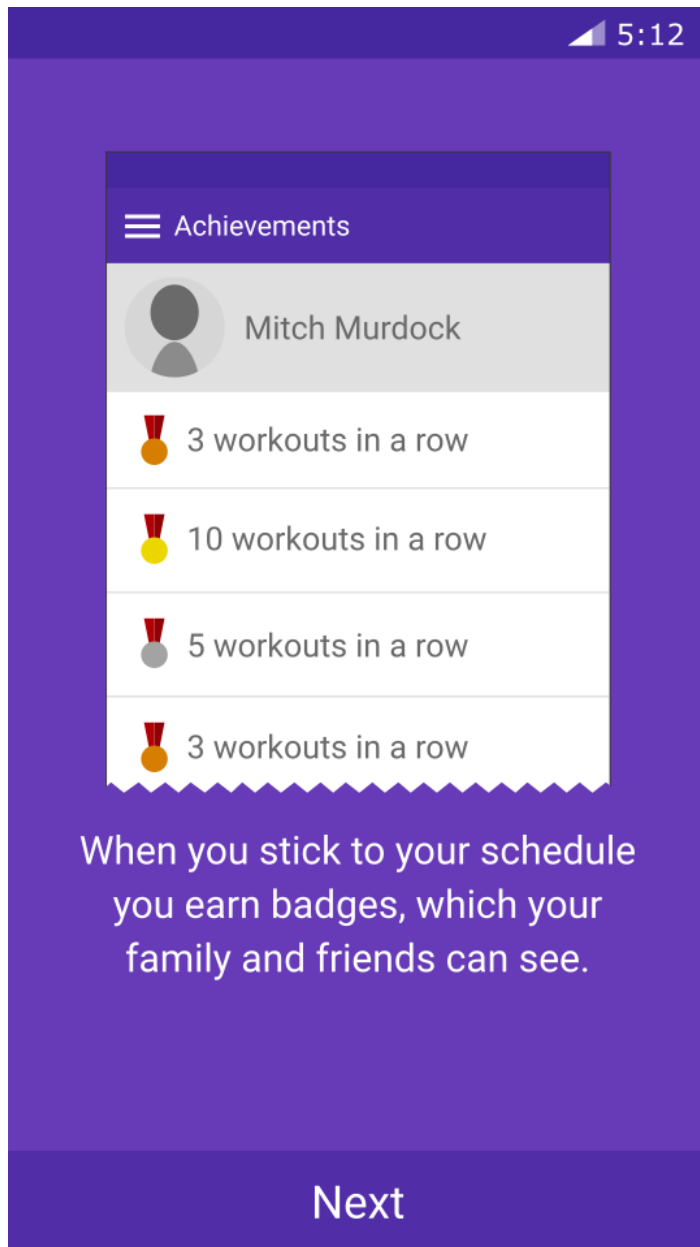 5:12
Achievements
Mitch Murdock
3 workouts in a row
10 workouts in a row
5 workouts in a row
3 workouts in a row
When you stick to your schedule
you earn badges, which your
family and friends can see.
Next